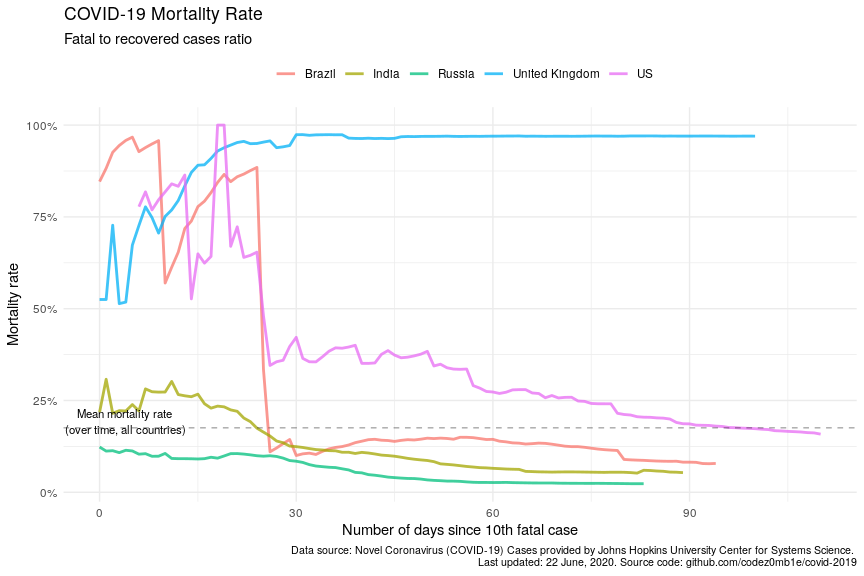 COVID-19 Mortality Rate
Fatal to recovered cases ratio
Brazil India Russia United Kingdom US
100%
75%
50%
25%
0%
Mortality rate
Mean mortality rate
(over time, all countries)
0 30 60 90
Number of days since 10th fatal case
Data source: Novel Coronavirus (COVID-19) Cases provided by Johns Hopkins University Center for Systems Science.
Last updated: 22 June, 2020. Source code: github.com/codez0mb1e/covid-2019